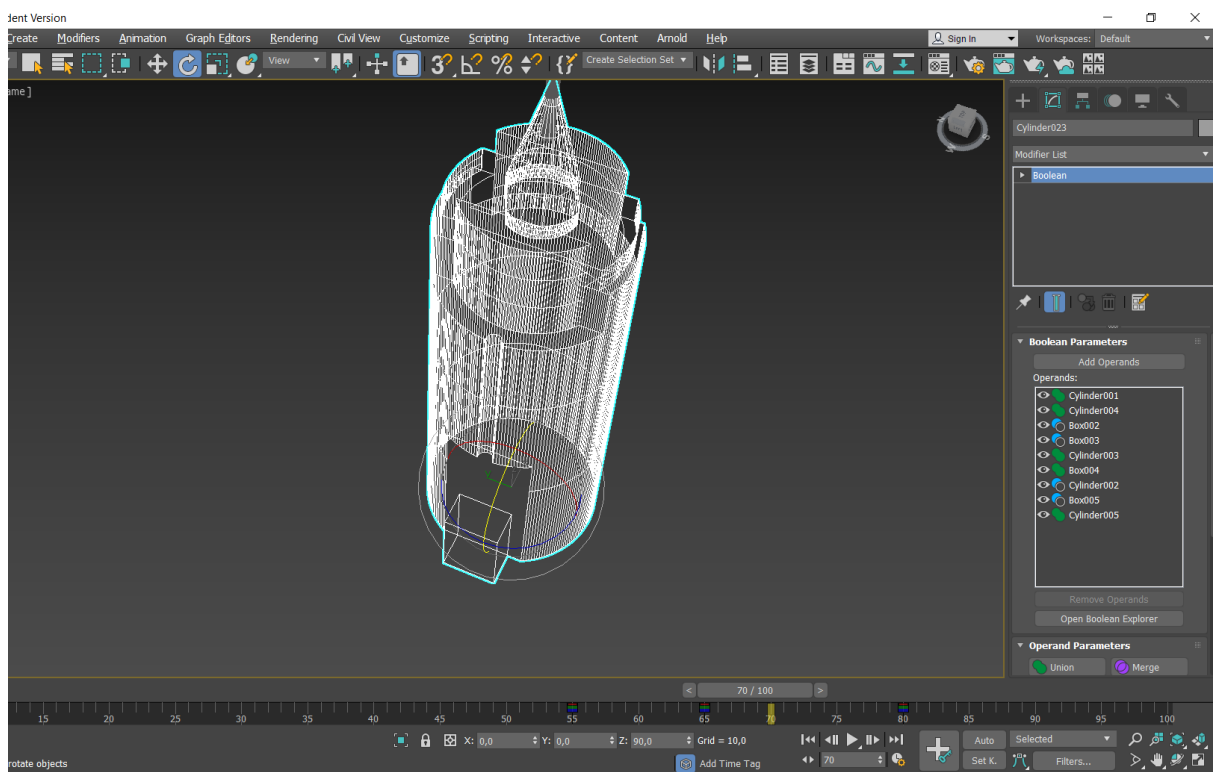 dent Version
Create Modifiers Animation Graph Editors Rendering Civil View Customize Scripting Interactive Content Arnold Help Sign In Workspaces: Default
View Create Selection Set
ame ]
Cylinder023
Modifier List
Boolean
Boolean Parameters
Add Operands
Operands:
Cylinder001
Cylinder004
Box002
Box003
Cylinder003
Box004
Cylinder002
Box005
Cylinder005
Remove Operands
Open Boolean Explorer
Operand Parameters
Union Merge
< 70 / 100 >
15 20 25 30 35 40 45 50 55 60 65 70 75 80 85 90 95 100
X: 0,0 Y: 0,0 Z: 90,0 Grid = 10,0 Auto Selected
rotate objects Add Time Tag 70 Set K. Filters...